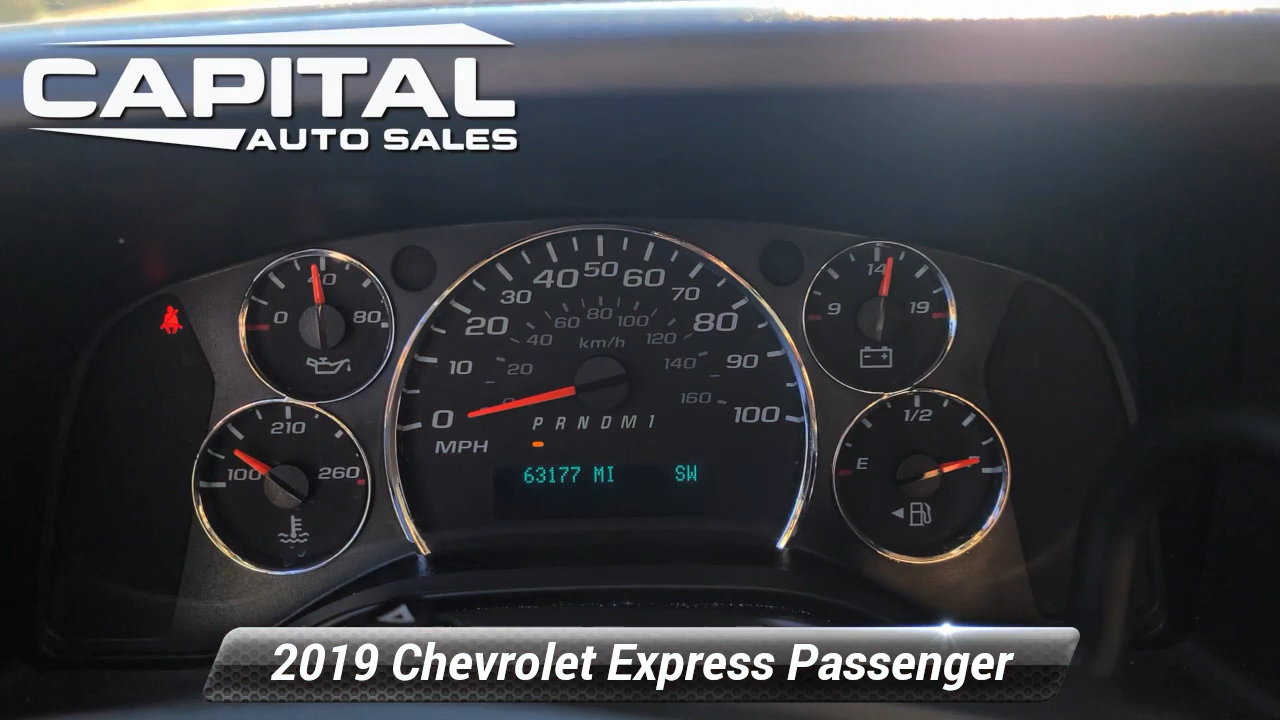 CAPITAL
AUTO SALES
0 40 80
100 210 260
0 10 20 30 40 50 60 70 80 90 100
20 40 60 80 100 120 140 160
km/h
MPH
P R N D M 1
63177 MI SW
9 14 19
E 1/2
2019 Chevrolet Express Passenger